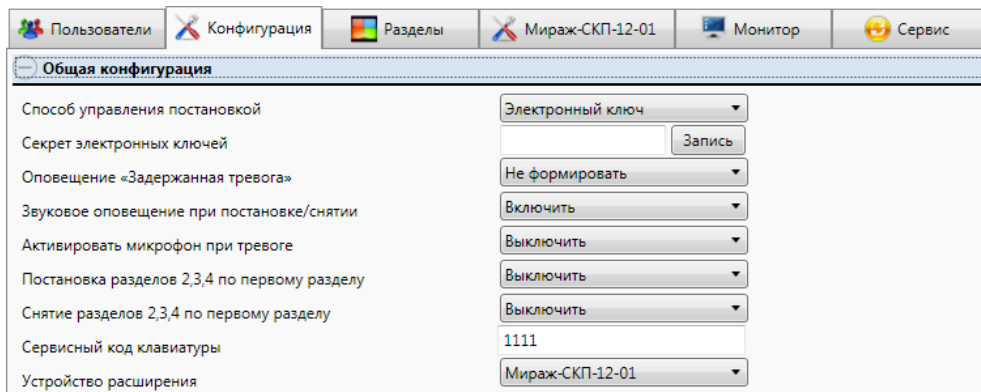 Пользователи Конфигурация Разделы Мираж-СКП-12-01 Монитор Сервис
Общая конфигурация
Способ управления постановкой Электронный ключ
Секрет электронных ключей Запись
Оповещение «Задержанная тревога» Не формировать
Звуковое оповещение при постановке/снятии Включить
Активировать микрофон при тревоге Выключить
Постановка разделов 2,3,4 по первому разделу Выключить
Снятие разделов 2,3,4 по первому разделу Выключить
Сервисный код клавиатуры 1111
Устройство расширения Мираж-СКП-12-01